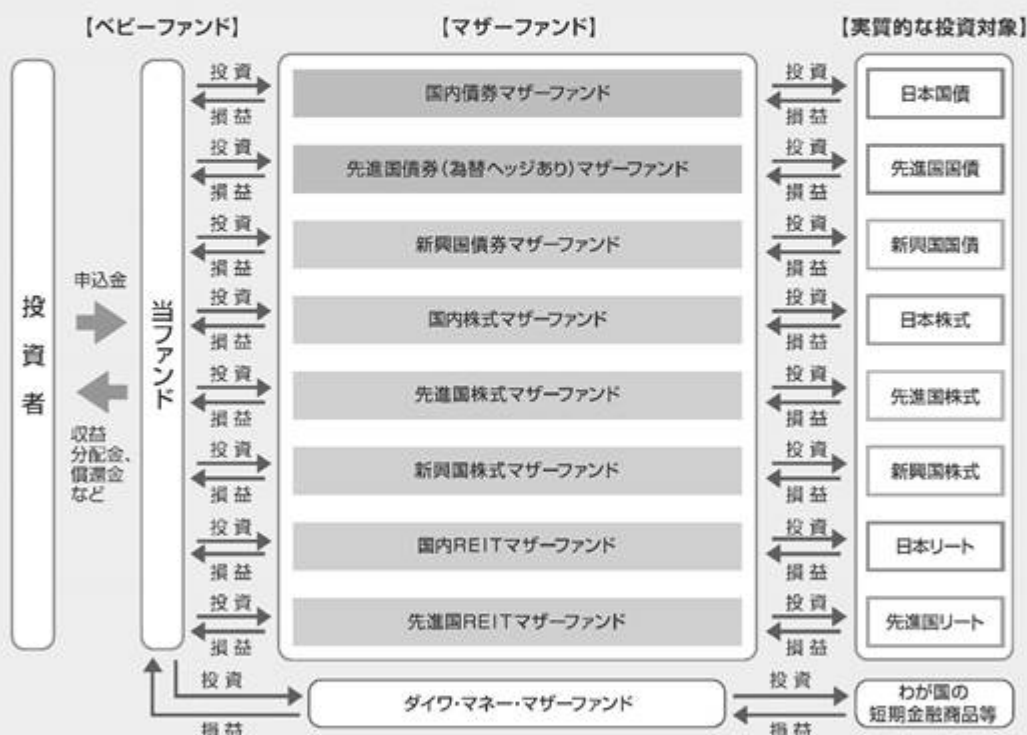 【ベビーファンド】
【マザーファンド】
【実質的な投資対象】
投資者
申込金
収益
分配金、
償還金
など
当ファンド
投資
損益
国内債券マザーファンド
投資
損益
日本国債
投資
損益
先進国債券(為替ヘッジあり)マザーファンド
投資
損益
先進国国債
投資
損益
新興国債券マザーファンド
投資
損益
新興国国債
投資
損益
国内株式マザーファンド
投資
損益
日本株式
投資
損益
先進国株式マザーファンド
投資
損益
先進国株式
投資
損益
新興国株式マザーファンド
投資
損益
新興国株式
投資
損益
国内REITマザーファンド
投資
損益
日本リート
投資
損益
先進国REITマザーファンド
投資
損益
先進国リート
投資
損益
ダイワ・マネー・マザーファンド
投資
損益
わが国の
短期金融商品等